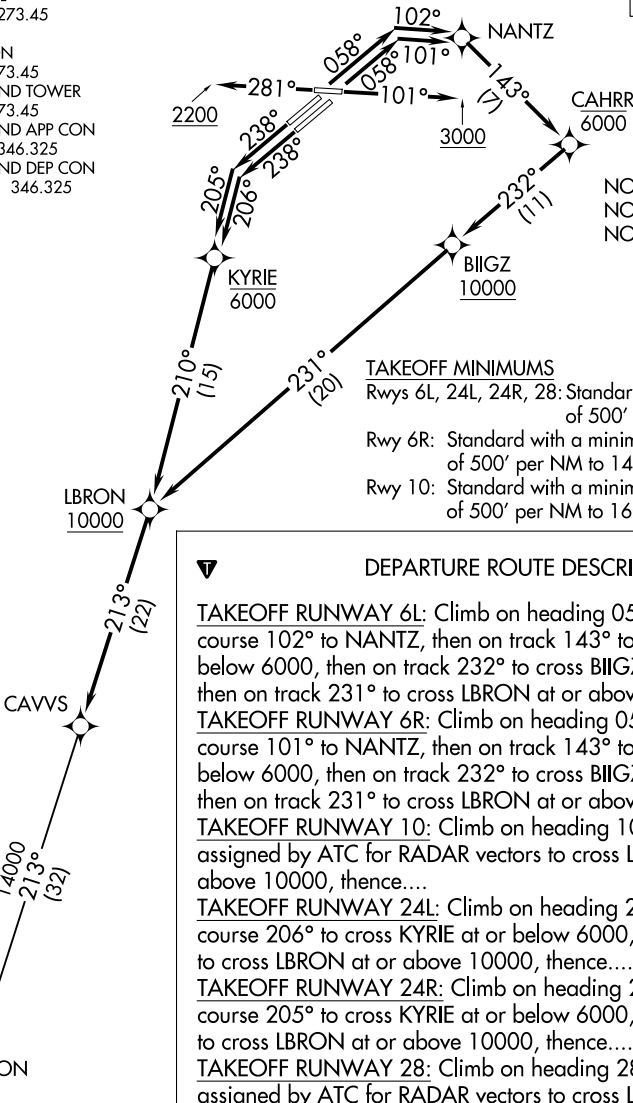 273.45
ON
73.45
ND TOWER
73.45
ND APP CON
346.325
ND DEP CON
346.325
102°
NANTZ
058°
058°
101°
281°
101°
143°
(7)
2200
3000
CAHRR
6000
238°
238°
205°
206°
232°
(11)
NO
NO
NO
KYRIE
6000
BIIGZ
10000
210°
(15)
231°
(20)
TAKEOFF MINIMUMS
Rwys 6L, 24L, 24R, 28: Standar
of 500' 
Rwy 6R: Standard with a minim
of 500' per NM to 14
Rwy 10: Standard with a minim
of 500' per NM to 16
LBRON
10000
213°
(22)
CAVVS
14000
213°
(32)
ON
T
DEPARTURE ROUTE DESCRI
TAKEOFF RUNWAY 6L: Climb on heading 05
course 102° to NANTZ, then on track 143° to
below 6000, then on track 232° to cross BIIGZ
then on track 231° to cross LBRON at or abov
TAKEOFF RUNWAY 6R: Climb on heading 05
course 101° to NANTZ, then on track 143° to
below 6000, then on track 232° to cross BIIGZ
then on track 231° to cross LBRON at or abov
TAKEOFF RUNWAY 10: Climb on heading 10
assigned by ATC for RADAR vectors to cross L
above 10000, thence....
TAKEOFF RUNWAY 24L: Climb on heading 2
course 206° to cross KYRIE at or below 6000,
to cross LBRON at or above 10000, thence....
TAKEOFF RUNWAY 24R: Climb on heading 2
course 205° to cross KYRIE at or below 6000,
to cross LBRON at or above 10000, thence....
TAKEOFF RUNWAY 28: Climb on heading 28
assigned by ATC for RADAR vectors to cross L